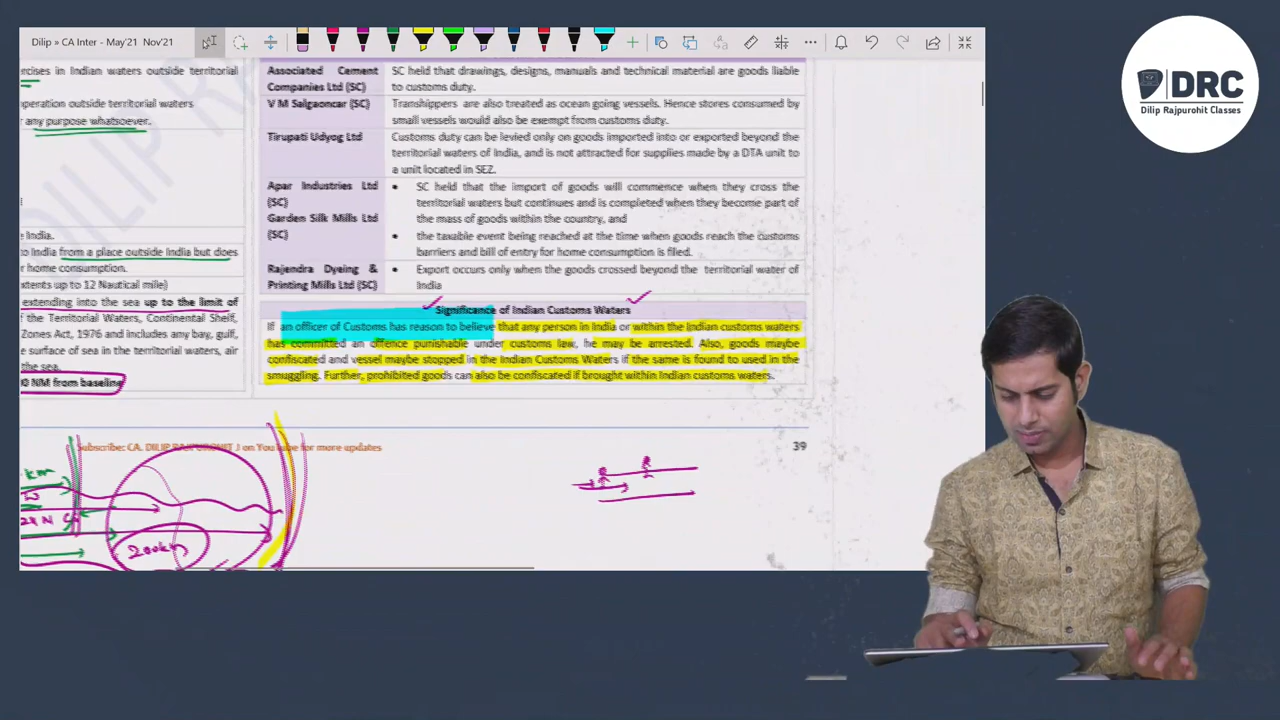 Dilip » CA Inter - May'21 Nov'21
DRC
Dilip Rajpurohit Classes
ercises in Indian waters outside territorial
operation outside territorial waters
any purpose whatsoever.
India.
to India from a place outside India but does
r home consumption.
xtents up to 12 Nautical mile)
extending into the sea up to the limit of
f the Territorial Waters, Continental Shelf,
Zones Act, 1976 and includes any bay, gulf,
e surface of sea in the territorial waters, air
the sea.
0 NM from baseline
Associated Cement Companies Ltd (SC)
SC held that drawings, designs, manuals and technical material are goods liable
to customs duty.
V M Salgaoncar (SC)
Transhippers are also treated as ocean going vessels. Hence stores consumed by
small vessels would also be exempt from customs duty.
Tirupati Udyog Ltd
Customs duty can be levied only on goods imported into or exported beyond the
territorial waters of India, and is not attracted for supplies made by a DTA unit to
a unit located in SEZ.
Apar Industries Ltd
(SC)
Garden Silk Mills Ltd
(SC)
• SC held that the import of goods will commence when they cross the
territorial waters but continues and is completed when they become part of
the mass of goods within the country, and
• the taxable event being reached at the time when goods reach the customs
barriers and bill of entry for home consumption is filed.
Rajendra Dyeing &
Printing Mills Ltd (SC)
• Export occurs only when the goods crossed beyond the territorial water of
India
Significance of Indian Customs Waters
If an officer of Customs has reason to believe that any person in India or within the Indian customs waters
has committed an offence punishable under customs law, he may be arrested. Also, goods maybe
confiscated and vessel maybe stopped in the Indian Customs Waters if the same is found to used in the
smuggling. Further, prohibited goods can also be confiscated if brought within Indian customs waters.
Subscribe: CA. DILIP RAJPUROHIT J on YouTube for more updates
39
km
200km